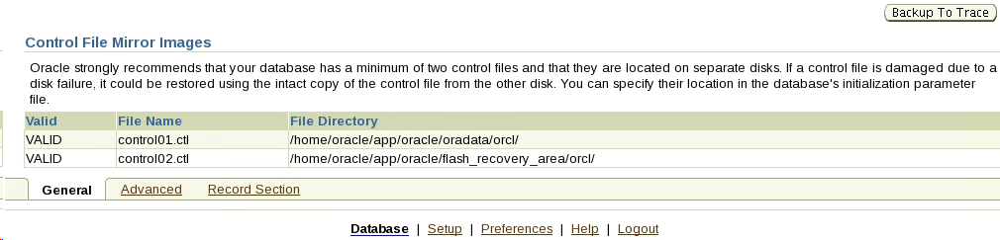 Backup To Trace
Control File Mirror Images
Oracle strongly recommends that your database has a minimum of two control files and that they are located on separate disks. If a control file is damaged due to a
disk failure, it could be restored using the intact copy of the control file from the other disk. You can specify their location in the database's initialization parameter
file.
Valid File Name File Directory
VALID control01.ctl /home/oracle/app/oracle/oradata/orcl/
VALID control02.ctl /home/oracle/app/oracle/flash_recovery_area/orcl/
General Advanced Record Section
Database | Setup | Preferences | Help | Logout